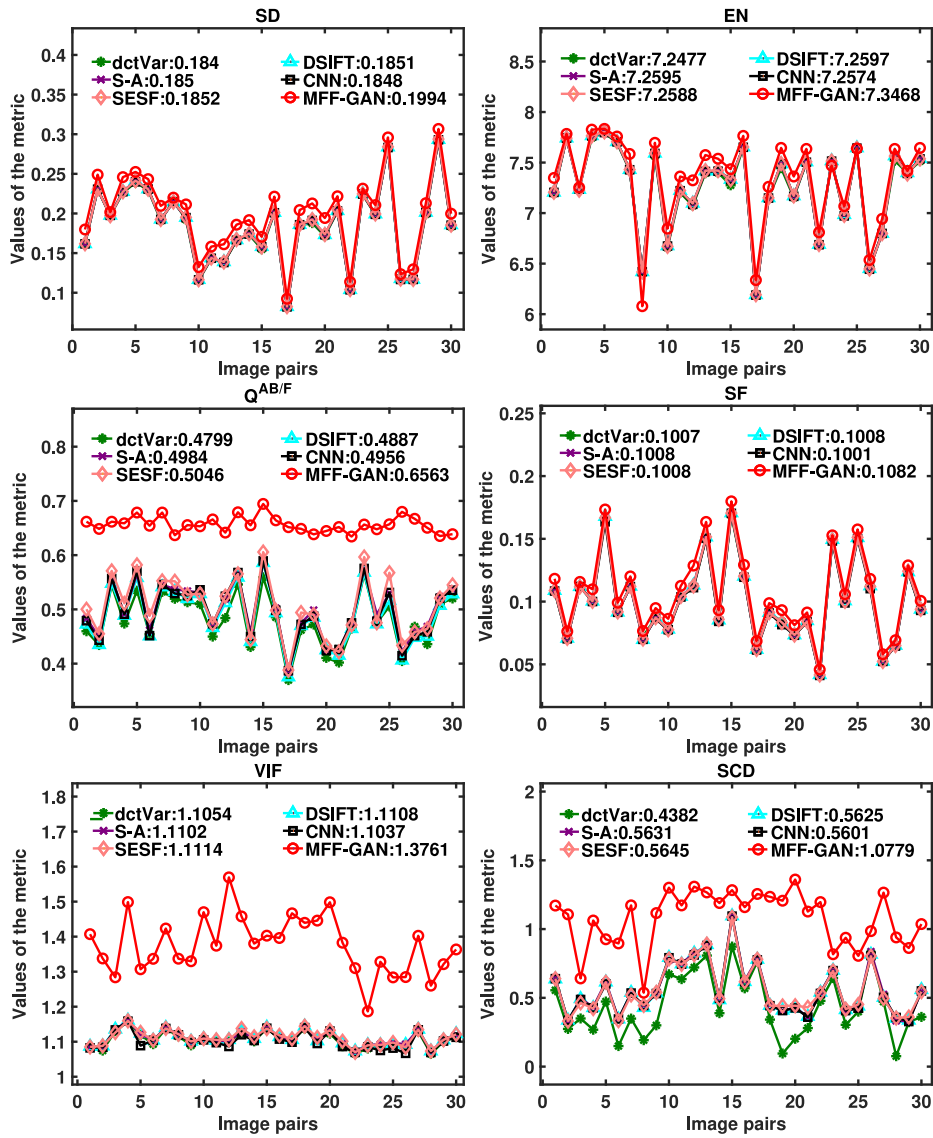 SD
Values of the metric
0.4
0.35
0.3
0.25
0.2
0.15
0.1
dctVar:0.184
S-A:0.185
SESF:0.1852
DSIFT:0.1851
CNN:0.1848
MFF-GAN:0.1994
0 5 10 15 20 25 30
Image pairs
EN
Values of the metric
8.5
8
7.5
7
6.5
6
dctVar:7.2477
S-A:7.2595
SESF:7.2588
DSIFT:7.2597
CNN:7.2574
MFF-GAN:7.3468
0 5 10 15 20 25 30
Image pairs
Q^AB/F
Values of the metric
0.8
0.7
0.6
0.5
0.4
dctVar:0.4799
S-A:0.4984
SESF:0.5046
DSIFT:0.4887
CNN:0.4956
MFF-GAN:0.6563
0 5 10 15 20 25 30
Image pairs
SF
Values of the metric
0.25
0.2
0.15
0.1
0.05
dctVar:0.1007
S-A:0.1008
SESF:0.1008
DSIFT:0.1008
CNN:0.1001
MFF-GAN:0.1082
0 5 10 15 20 25 30
Image pairs
VIF
Values of the metric
1.8
1.7
1.6
1.5
1.4
1.3
1.2
1.1
1
dctVar:1.1054
S-A:1.1102
SESF:1.1114
DSIFT:1.1108
CNN:1.1037
MFF-GAN:1.3761
0 5 10 15 20 25 30
Image pairs
SCD
Values of the metric
2
1.5
1
0.5
0
dctVar:0.4382
S-A:0.5631
SESF:0.5645
DSIFT:0.5625
CNN:0.5601
MFF-GAN:1.0779
0 5 10 15 20 25 30
Image pairs